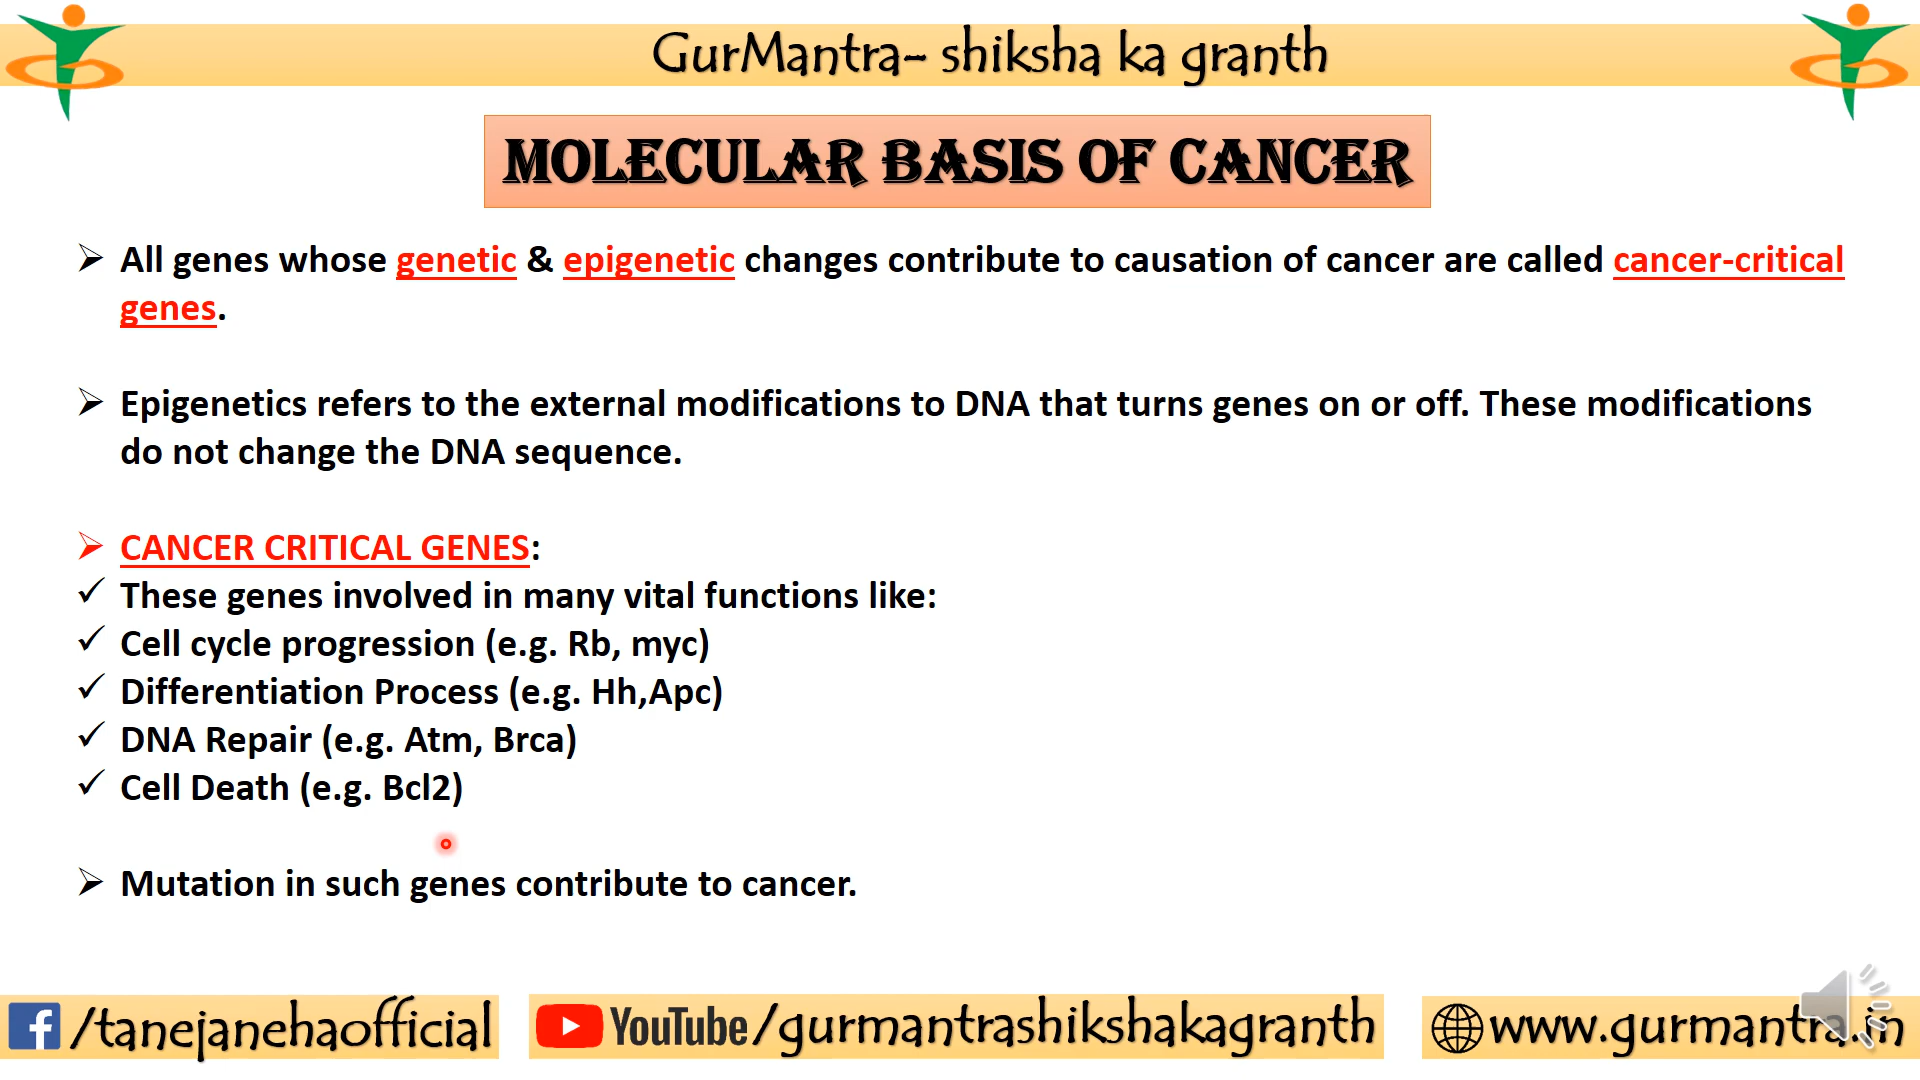 GurMantra- shiksha ka granth
MOLECULAR BASIS OF CANCER
All genes whose genetic & epigenetic changes contribute to causation of cancer are called cancer-critical
genes.
Epigenetics refers to the external modifications to DNA that turns genes on or off. These modifications
do not change the DNA sequence.
CANCER CRITICAL GENES:
These genes involved in many vital functions like:
Cell cycle progression (e.g. Rb, myc)
Differentiation Process (e.g. Hh,Apc)
DNA Repair (e.g. Atm, Brca)
Cell Death (e.g. Bcl2)
Mutation in such genes contribute to cancer.
f /tanejanehaofficial
YouTube /gurmantrashikshakagranth
www.gurmantra.in